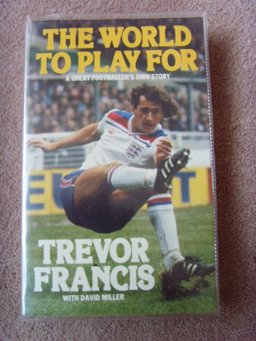 THE WORLD
TO PLAY FOR
A GREAT FOOTBALLER'S OWN STORY
TREVOR
FRANCIS
WITH DAVID MILLER